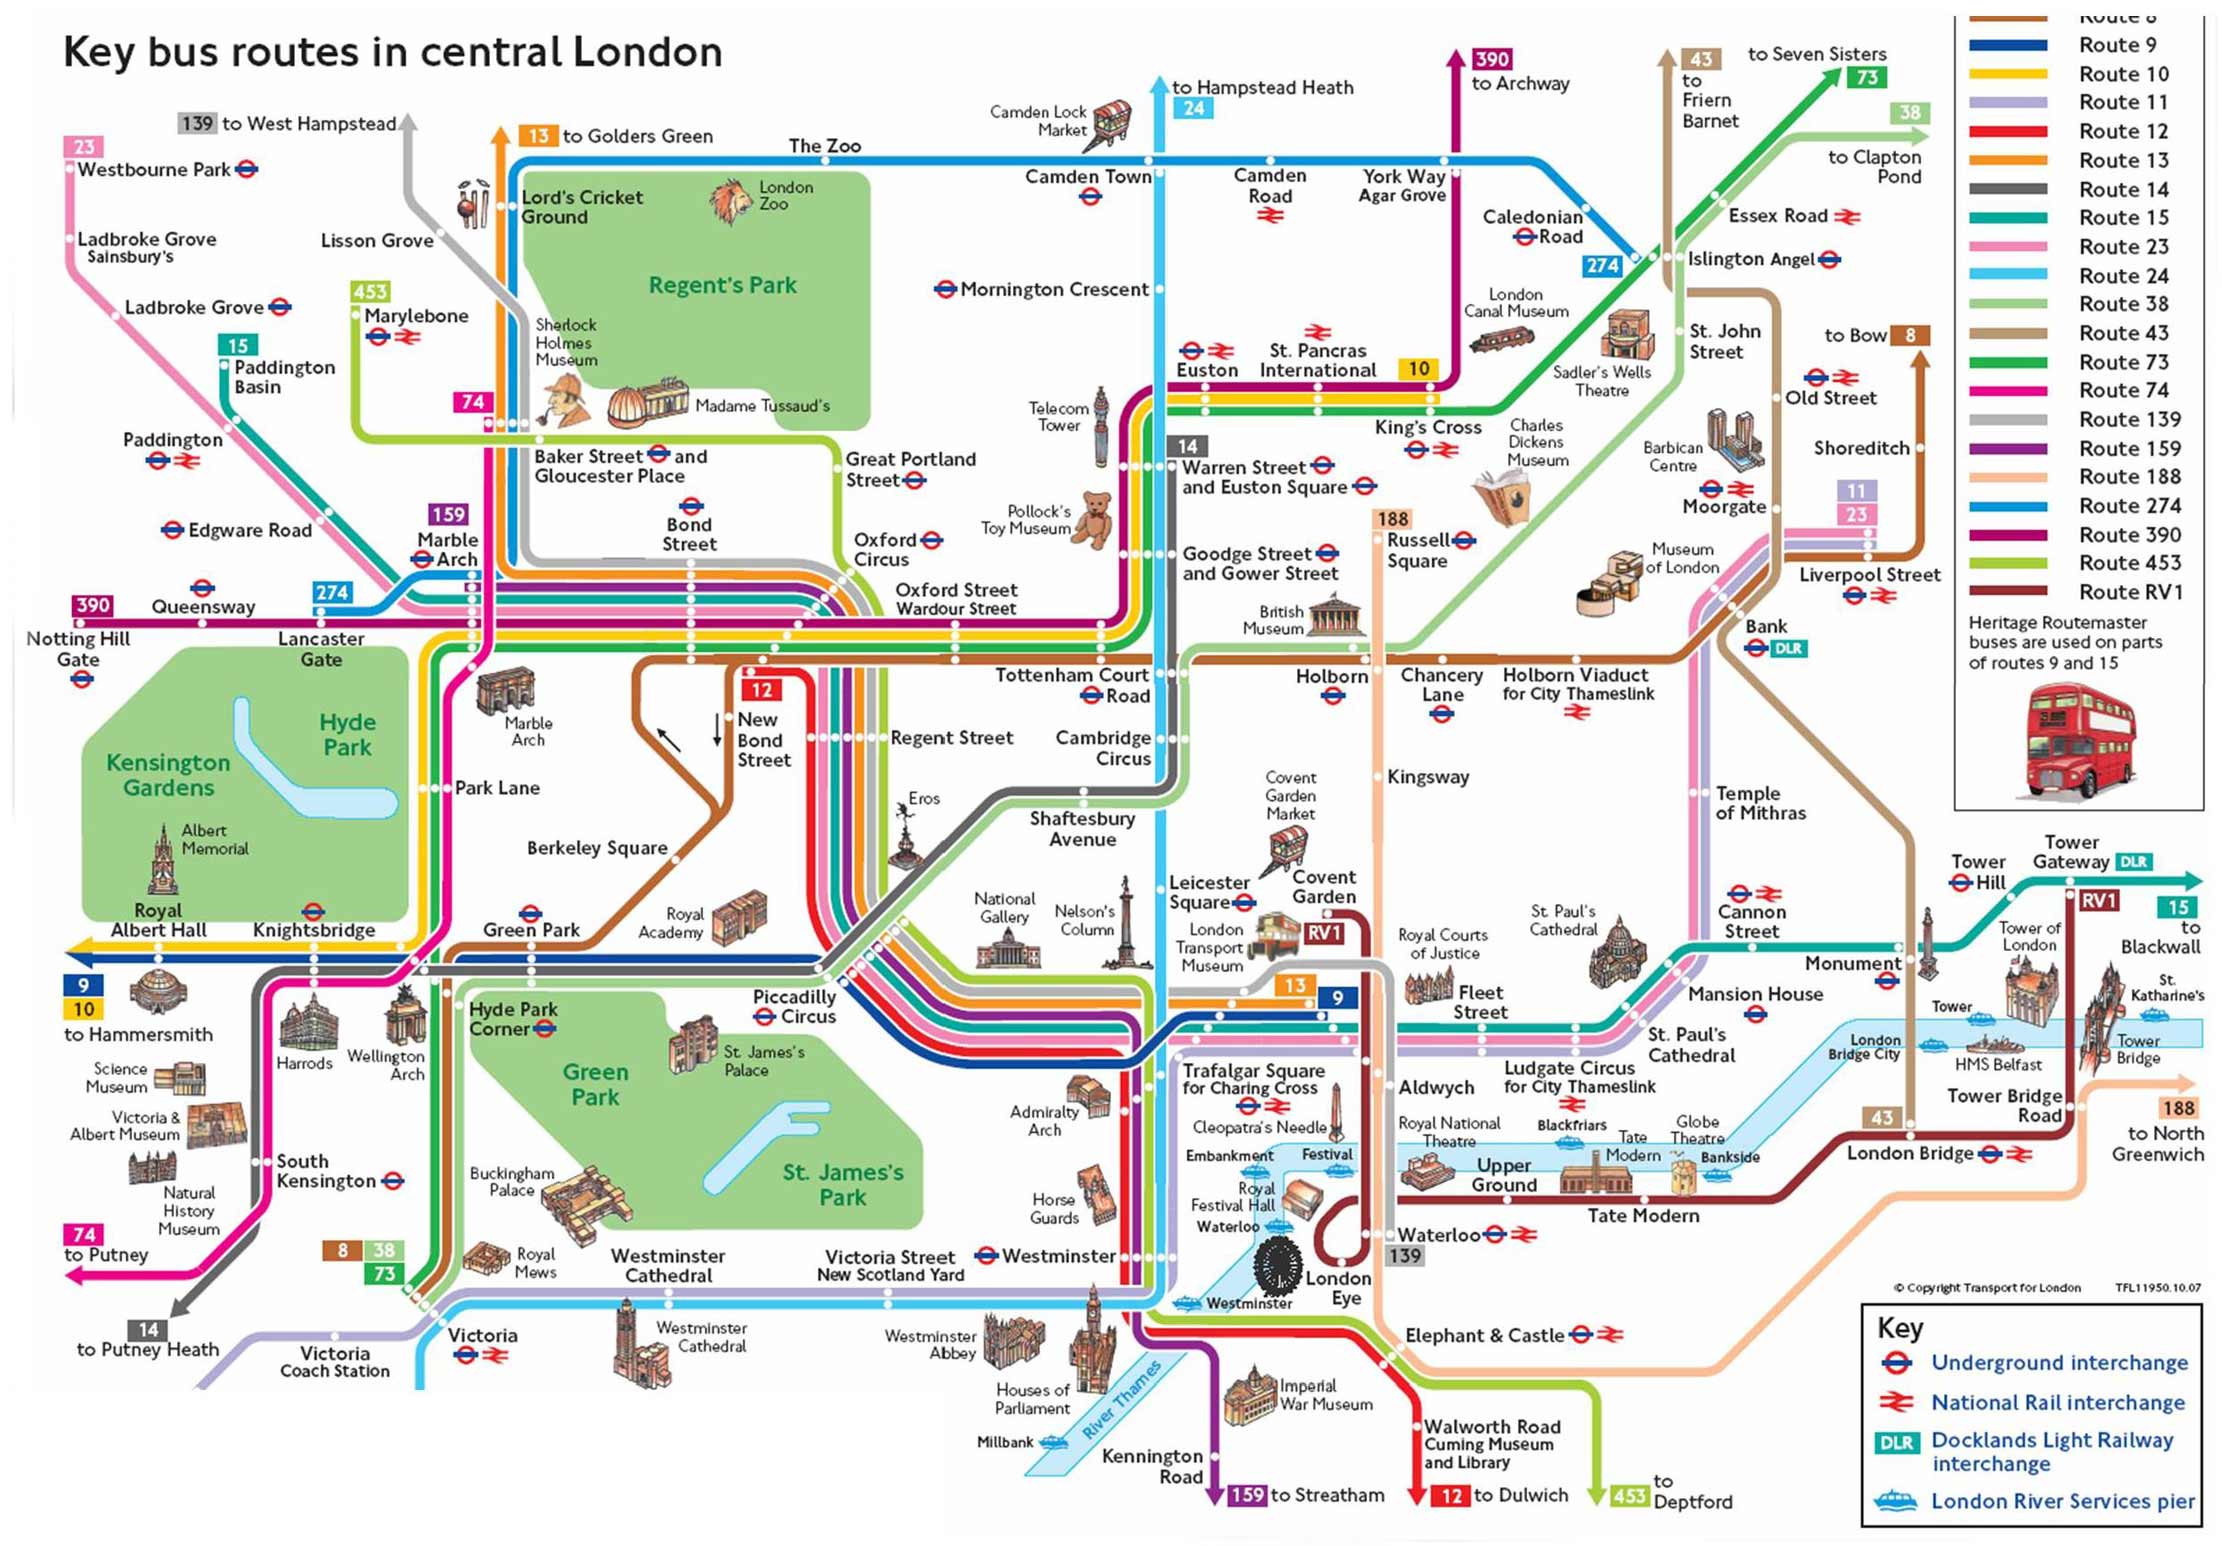 Key bus routes in central London
23
Westbourne Park
139 to West Hampstead
13 to Golders Green
The Zoo
Camden Lock
Market
to Hampstead Heath
24
390
to Archway
43
to
Friern
Barnet
to Seven Sisters
73
38
to Clapton
Pond
Route 8
Route 9
Route 10
Route 11
Route 12
Route 13
Route 14
Route 15
Route 23
Route 24
Route 38
Route 43
Route 73
Route 74
Route 139
Route 159
Route 188
Route 274
Route 390
Route 453
Route RV1
Heritage Routemaster
buses are used on parts
of routes 9 and 15
Ladbroke Grove
Sainsbury's
Lisson Grove
Lord's Cricket
Ground
London
Zoo
Camden Town
Camden
Road
York Way
Agar Grove
Caledonian
Road
274
Essex Road
Islington Angel
Ladbroke Grove
453
Marylebone
Regent's Park
Mornington Crescent
London
Canal Museum
15
Paddington
Basin
Sherlock
Holmes
Museum
Euston
St. Pancras
International
10
Sadler's Wells
Theatre
St. John
Street
to Bow 8
Old Street
74
Madame Tussaud's
Telecom
Tower
King's Cross
Charles
Dickens
Museum
Barbican
Centre
Shoreditch
Paddington
Baker Street and
Gloucester Place
Great Portland
Street
14
Warren Street
and Euston Square
Moorgate
11
23
Edgware Road
159
Marble
Arch
Bond
Street
Oxford
Circus
Pollock's
Toy Museum
Goodge Street
and Gower Street
188
Russell
Square
Museum
of London
Liverpool Street
390
Queensway
274
Oxford Street
Wardour Street
British
Museum
Bank
DLR
Notting Hill
Gate
Lancaster
Gate
Marble
Arch
12
New
Bond
Street
Regent Street
Tottenham Court
Road
Holborn
Chancery
Lane
Holborn Viaduct
for City Thameslink
Hyde
Park
Kensington
Gardens
Park Lane
Cambridge
Circus
Kingsway
Temple
of Mithras
Albert
Memorial
Berkeley Square
Eros
Shaftesbury
Avenue
Covent
Garden
Market
Royal
Albert Hall
Knightsbridge
Green Park
Royal
Academy
National
Gallery
Nelson's
Column
Leicester
Square
Covent
Garden
London
Transport
Museum
RV1
Royal Courts
of Justice
St. Paul's
Cathedral
Cannon
Street
Tower
Hill
Tower
Gateway DLR
RV1
15
to
Blackwall
9
10
to Hammersmith
Harrods
Wellington
Arch
Hyde Park
Corner
Piccadilly
Circus
13
9
Fleet
Street
Monument
Mansion House
Tower of
London
St.
Katharine's
Tower
Science
Museum
Victoria &
Albert Museum
Green
Park
St. James's
Palace
Admiralty
Arch
Trafalgar Square
for Charing Cross
Aldwych
Ludgate Circus
for City Thameslink
St. Paul's
Cathedral
London
Bridge City
HMS Belfast
Tower
Bridge
Cleopatra's Needle
Royal National
Theatre
Blackfriars
Tate
Modern
Globe
Theatre
Bankside
43
Tower Bridge
Road
188
to North
Greenwich
London Bridge
South
Kensington
Natural
History
Museum
Buckingham
Palace
St. James's
Park
Horse
Guards
Embankment
Festival
Royal
Festival Hall
Waterloo
Upper
Ground
Tate Modern
74
to Putney
8
38
73
Royal
Mews
Westminster
Cathedral
Victoria Street
New Scotland Yard
Westminster
Waterloo
139
London
Eye
14
to Putney Heath
Victoria
Coach Station
Victoria
Westminster
Cathedral
Westminster
Abbey
Westminster
Houses of
Parliament
River Thames
Millbank
Elephant & Castle
Imperial
War Museum
Kennington
Road
Walworth Road
Cuming Museum
and Library
159 to Streatham
12 to Dulwich
453
to
Deptford
© Copyright Transport for London TFL11950.10.07
Key
Underground interchange
National Rail interchange
DLR Docklands Light Railway
interchange
London River Services pier